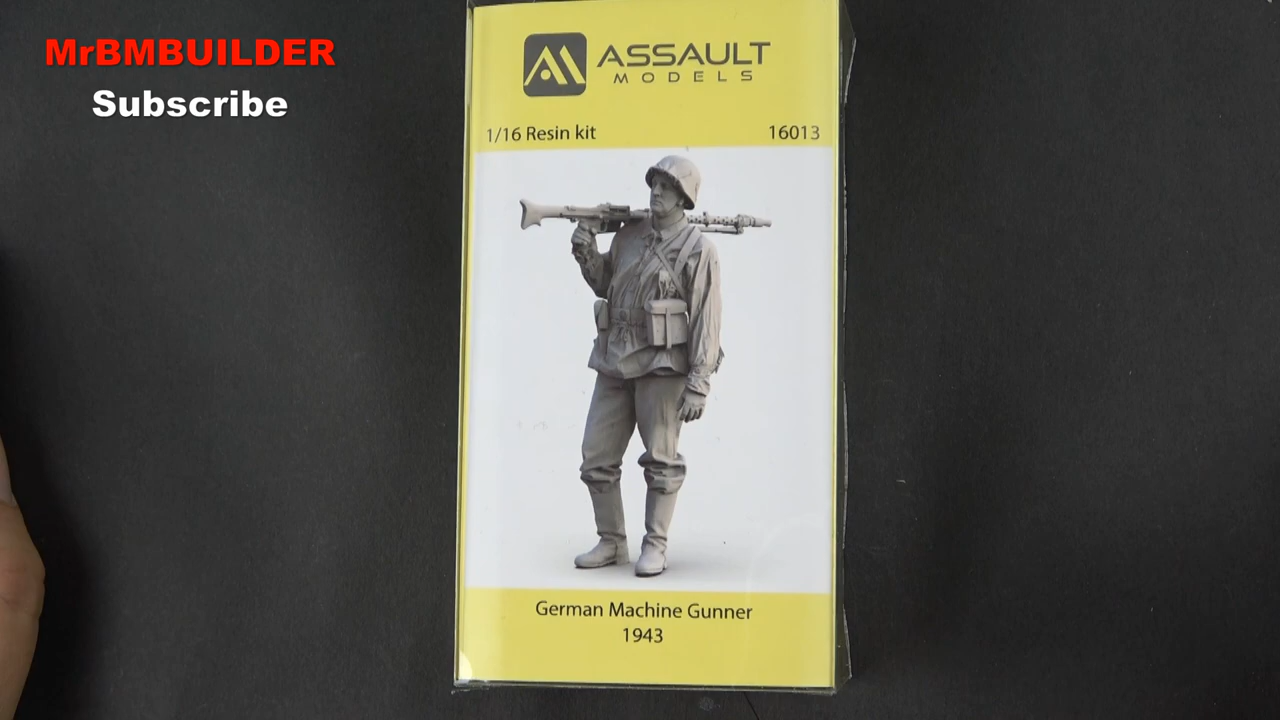 MrBMBUILDER
Subscribe
ASSAULT
MODELS
1/16 Resin kit
16013
German Machine Gunner
1943